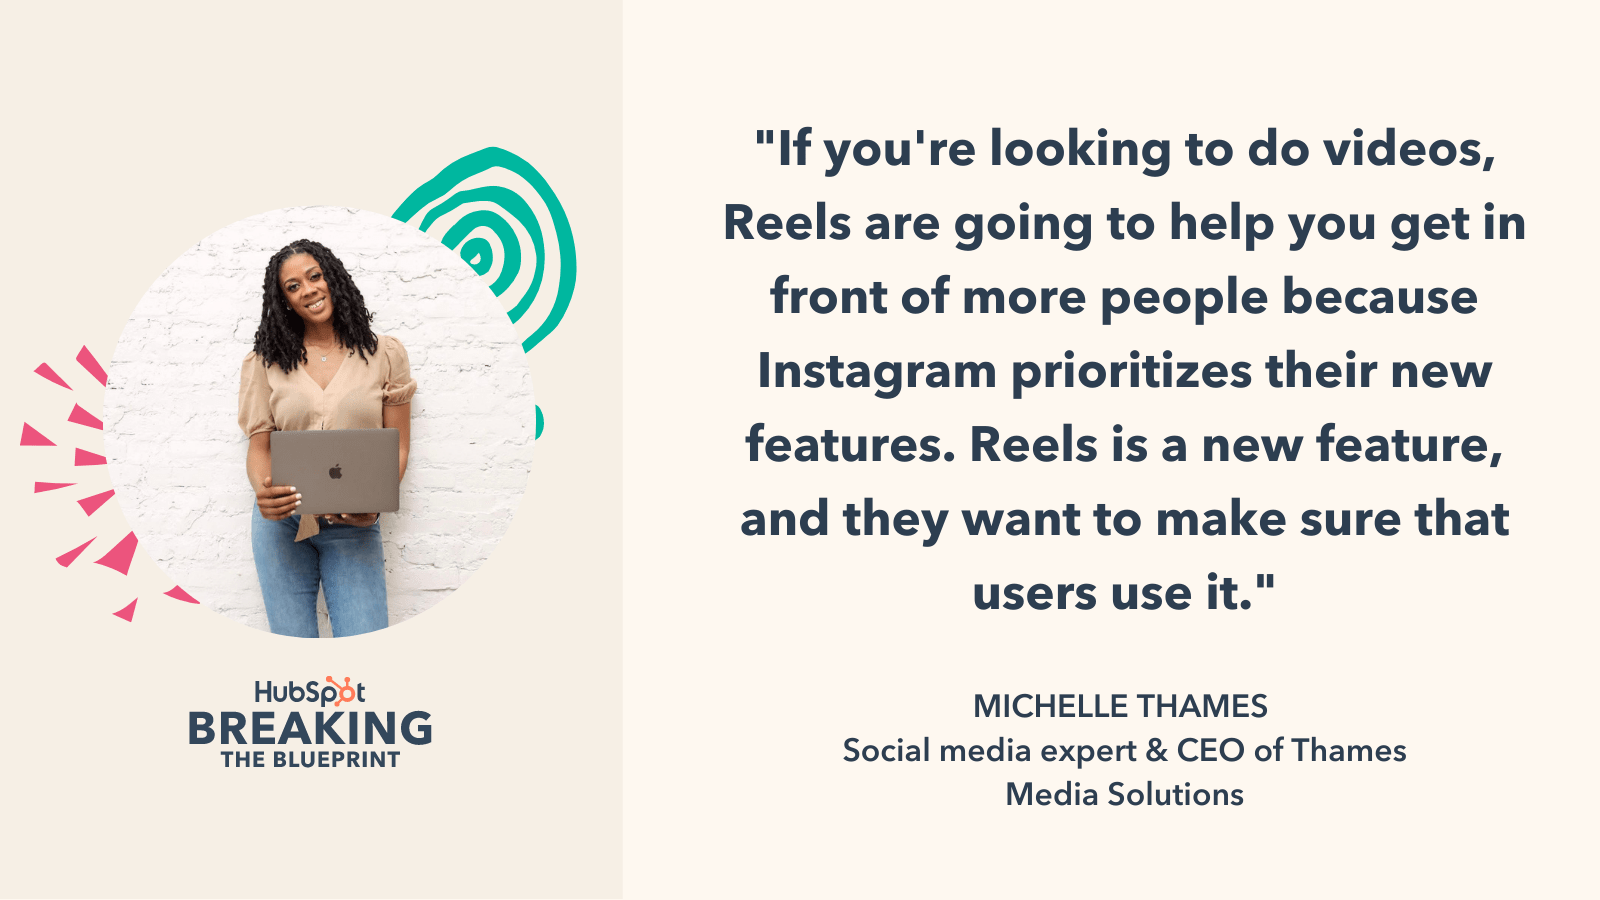 "If you're looking to do videos,
Reels are going to help you get in
front of more people because
Instagram prioritizes their new
features. Reels is a new feature,
and they want to make sure that
users use it."
MICHELLE THAMES
Social media expert & CEO of Thames
Media Solutions
HubSpot
BREAKING
THE BLUEPRINT